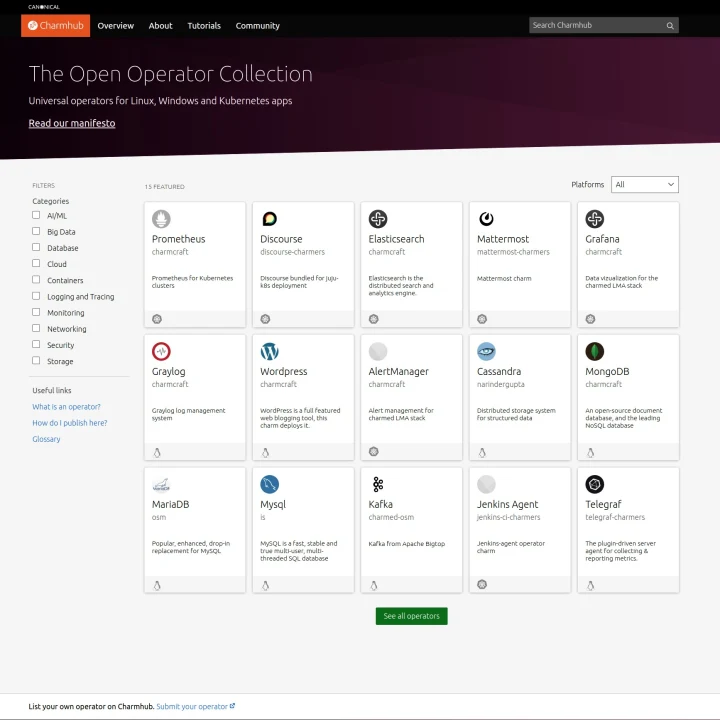 CANONICAL
Charmhub Overview About Tutorials Community Search Charmhub
The Open Operator Collection
Universal operators for Linux, Windows and Kubernetes apps
Read our manifesto
FILTERS
Categories
AI/ML
Big Data
Database
Cloud
Containers
Logging and Tracing
Monitoring
Networking
Security
Storage
Useful links
What is an operator?
How do I publish here?
Glossary
15 FEATURED
Platforms All
Prometheus
charmcraft
Prometheus for Kubernetes
clusters
Discourse
discourse-charmers
Discourse bundled for juju-
k8s deployment
Elasticsearch
charmcraft
Elasticsearch is the
distributed search and
analytics engine.
Mattermost
mattermost-charmers
Mattermost charm
Grafana
charmcraft
Data vizualization for the
charmed LMA stack
Graylog
charmcraft
Graylog log management
system
Wordpress
charmcraft
WordPress is a full featured
web blogging tool, this
charm deploys it.
AlertManager
charmcraft
Alert management for
charmed LMA stack
Cassandra
narindergupta
Distributed storage system
for structured data
MongoDB
charmcraft
An open-source document
database, and the leading
NoSQL database
MariaDB
osm
Popular, enhanced, drop-in
replacement for MySQL
Mysql
is
MySQL is a fast, stable and
true multi-user, multi-
threaded SQL database
Kafka
charmed-osm
Kafka from Apache Bigtop
Jenkins Agent
jenkins-ci-charmers
Jenkins-agent operator
charm
Telegraf
telegraf-charmers
The plugin-driven server
agent for collecting &
reporting metrics.
See all operators
List your own operator on Charmhub. Submit your operator